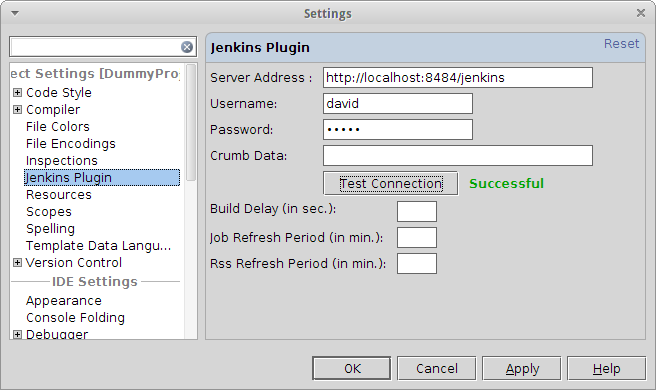 Settings
ect Settings [DummyPro
Code Style
Compiler
File Colors
File Encodings
Inspections
Jenkins Plugin
Resources
Scopes
Spelling
Template Data Langu...
Version Control
IDE Settings
Appearance
Console Folding
Debugger
Jenkins Plugin
Reset
Server Address : http://localhost:8484/jenkins
Username: david
Password: •••••
Crumb Data:
Test Connection Successful
Build Delay (in sec.):
Job Refresh Period (in min.):
Rss Refresh Period (in min.):
OK Cancel Apply Help